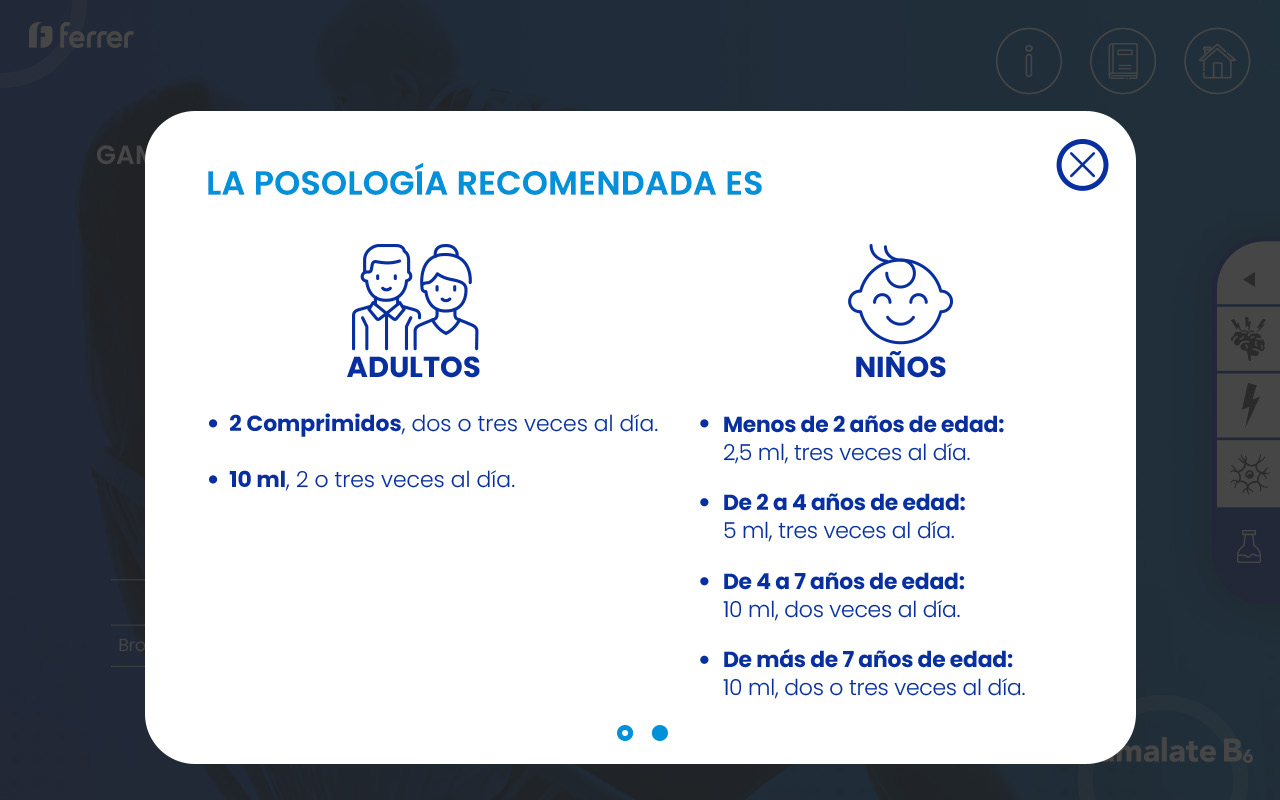 ferrer
LA POSOLOGÍA RECOMENDADA ES
ADULTOS
• 2 Comprimidos, dos o tres veces al día.
• 10 ml, 2 o tres veces al día.
NIÑOS
• Menos de 2 años de edad:
2,5 ml, tres veces al día.
• De 2 a 4 años de edad:
5 ml, tres veces al día.
• De 4 a 7 años de edad:
10 ml, dos veces al día.
• De más de 7 años de edad:
10 ml, dos o tres veces al día.
B6